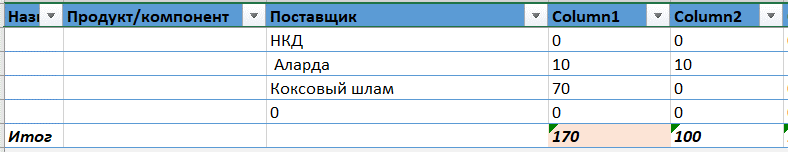 Назв Продукт/компонент Поставщик Column1 Column2
НКД 0 0
Аларда 10 10
Коксовый шлам 70 0
0 0 0
Итог 170 100